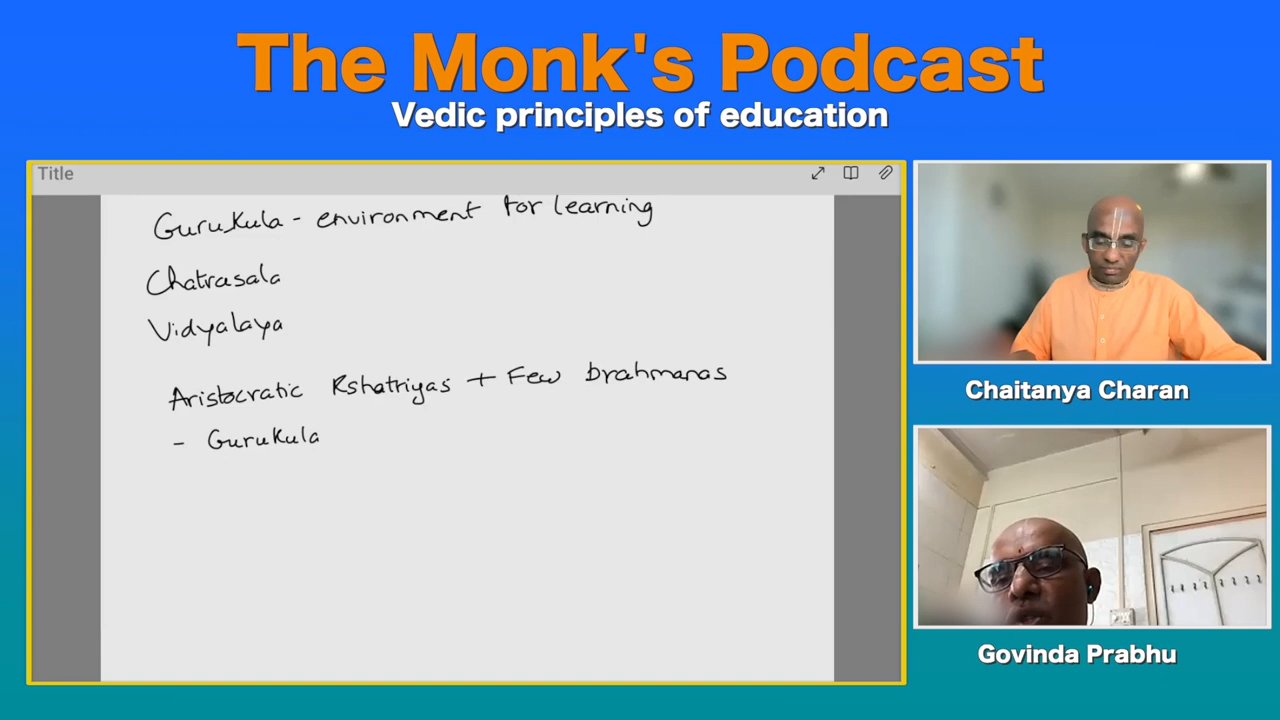 The Monk's Podcast
Vedic principles of education
Title
Gurukula - environment for learning
Chatrasala
Vidyalaya
Aristocratic Kshatriyas + Few brahmanas
- Gurukula
Chaitanya Charan
Govinda Prabhu